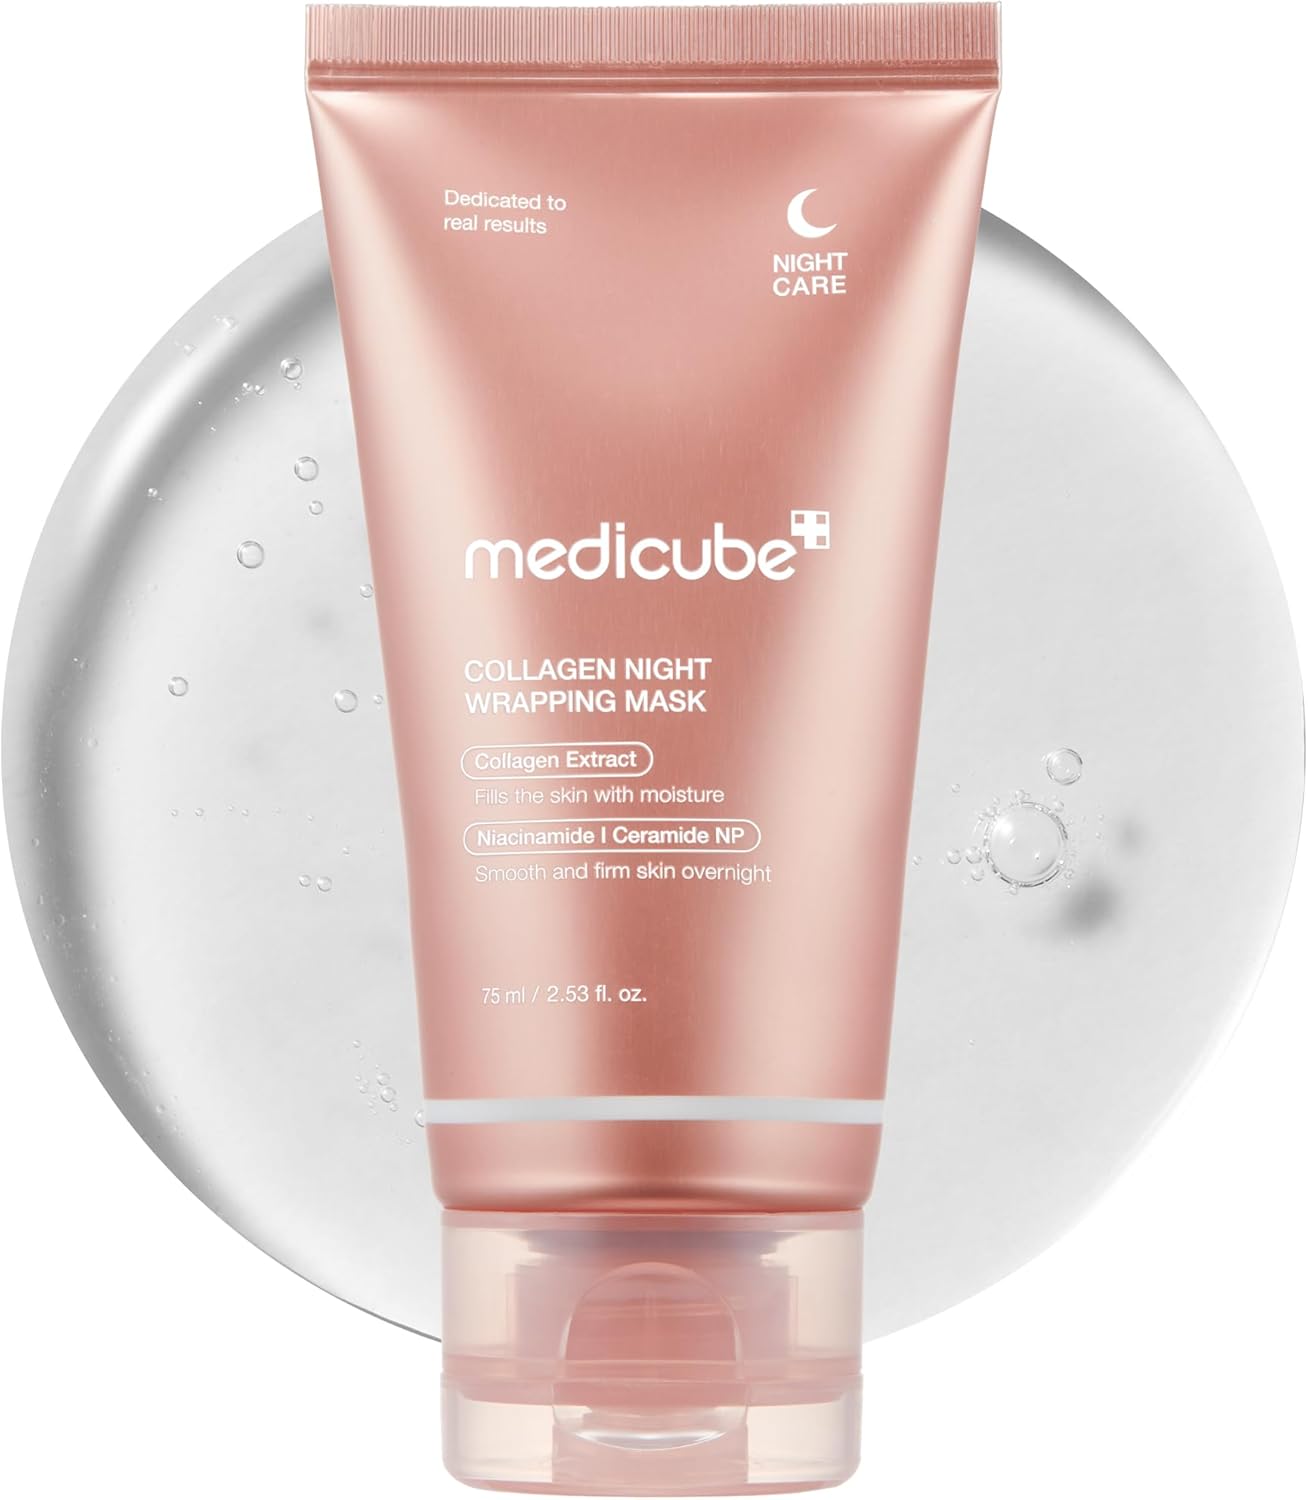 Dedicated to
real results
NIGHT
CARE
medicube
COLLAGEN NIGHT
WRAPPING MASK
Collagen Extract
Fills the skin with moisture
Niacinamide | Ceramide NP
Smooth and firm skin overnight
75 ml / 2.53 fl. oz.